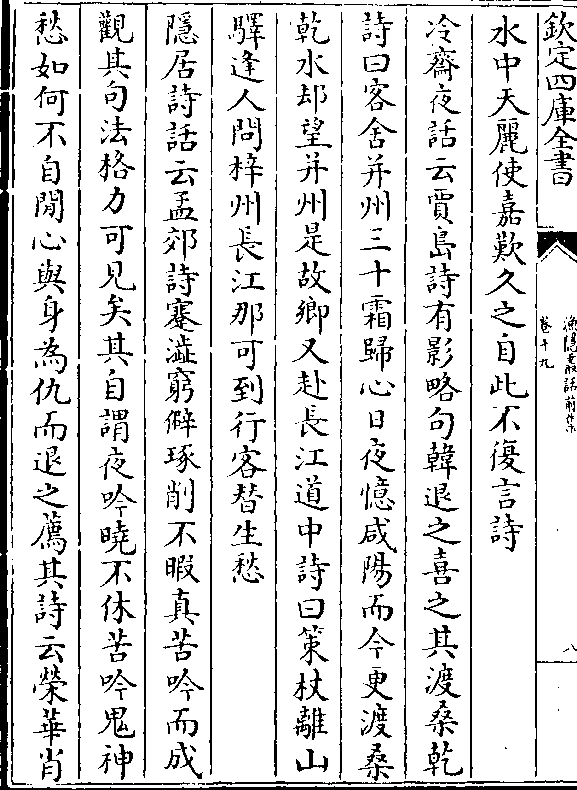 欽定四庫全書
漁隱叢話前集
卷十九
八
水中天麗使嘉歎久之自此不復言詩
冷齋夜話云賈島詩有影略句韓退之喜之其渡桑乾
詩曰客舍并州三十霜歸心日夜憶咸陽而今更渡桑
乾水却望并州是故鄉又赴長江道中詩曰策杖離山
驛逢人問梓州長江那可到行客替生愁
隱居詩話云孟郊詩蹇澁窮僻琢削不暇真苦吟而成
觀其句法格力可見矣其自謂夜吟曉不休苦吟鬼神
愁如何不自閒心與身為仇而退之薦其詩云榮華肖